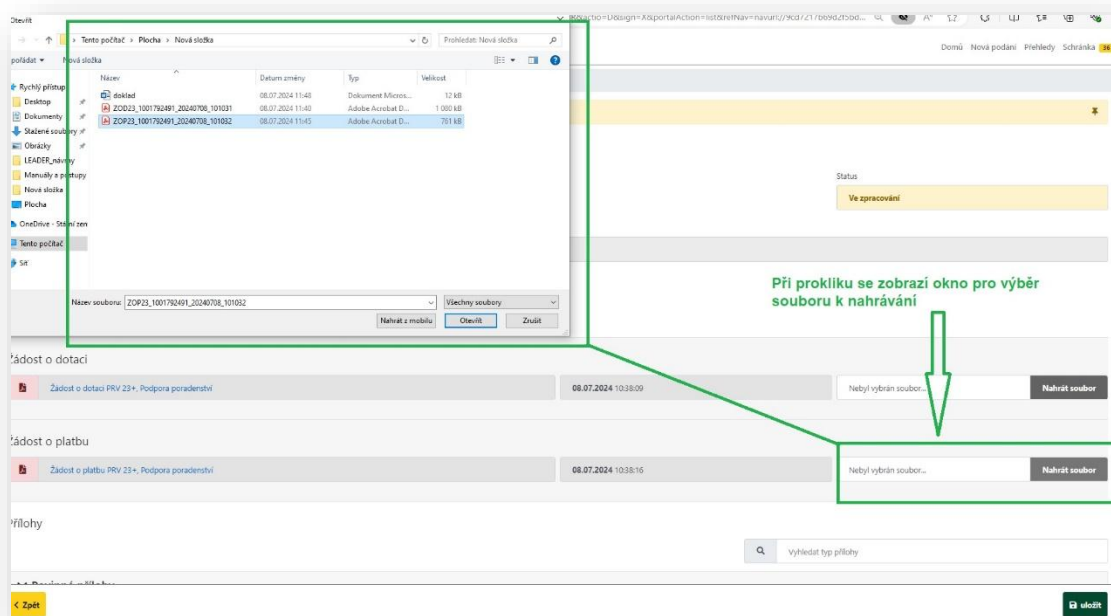 Otevřít
Tento počítač > Plocha > Nová složka
Prohledat: Nová složka
Domů Nová podání Přehledy Schránka 36
pořádat Nová složka
Název Datum změny Typ Velikost
Rychlý přístup
Desktop
Dokumenty
Stažené soubory
Obrázky
LEADER_návrhy
Manuály a postupy
Nová složka
Plocha
OneDrive - Státní zen
Tento počítač
Síť
doklad 08.07.2024 11:48 Dokument Micros... 12 kB
ZOD23_1001792491_20240708_101031 08.07.2024 11:40 Adobe Acrobat D... 1 080 kB
ZOP23_1001792491_20240708_101032 08.07.2024 11:45 Adobe Acrobat D... 761 kB
Status
Ve zpracování
Název souboru: ZOP23_1001792491_20240708_101032 Všechny soubory
Nahrát z mobilu Otevřít Zrušit
Při prokliku se zobrazí okno pro výběr
souboru k nahrávání
Žádost o dotaci
Žádost o dotaci PRV 23+, Podpora poradenství 08.07.2024 10:38:09 Nebyl vybrán soubor... Nahrát soubor
Žádost o platbu
Žádost o platbu PRV 23+, Podpora poradenství 08.07.2024 10:38:16 Nebyl vybrán soubor... Nahrát soubor
Přílohy
Vyhledat typ přílohy
< Zpět uložit